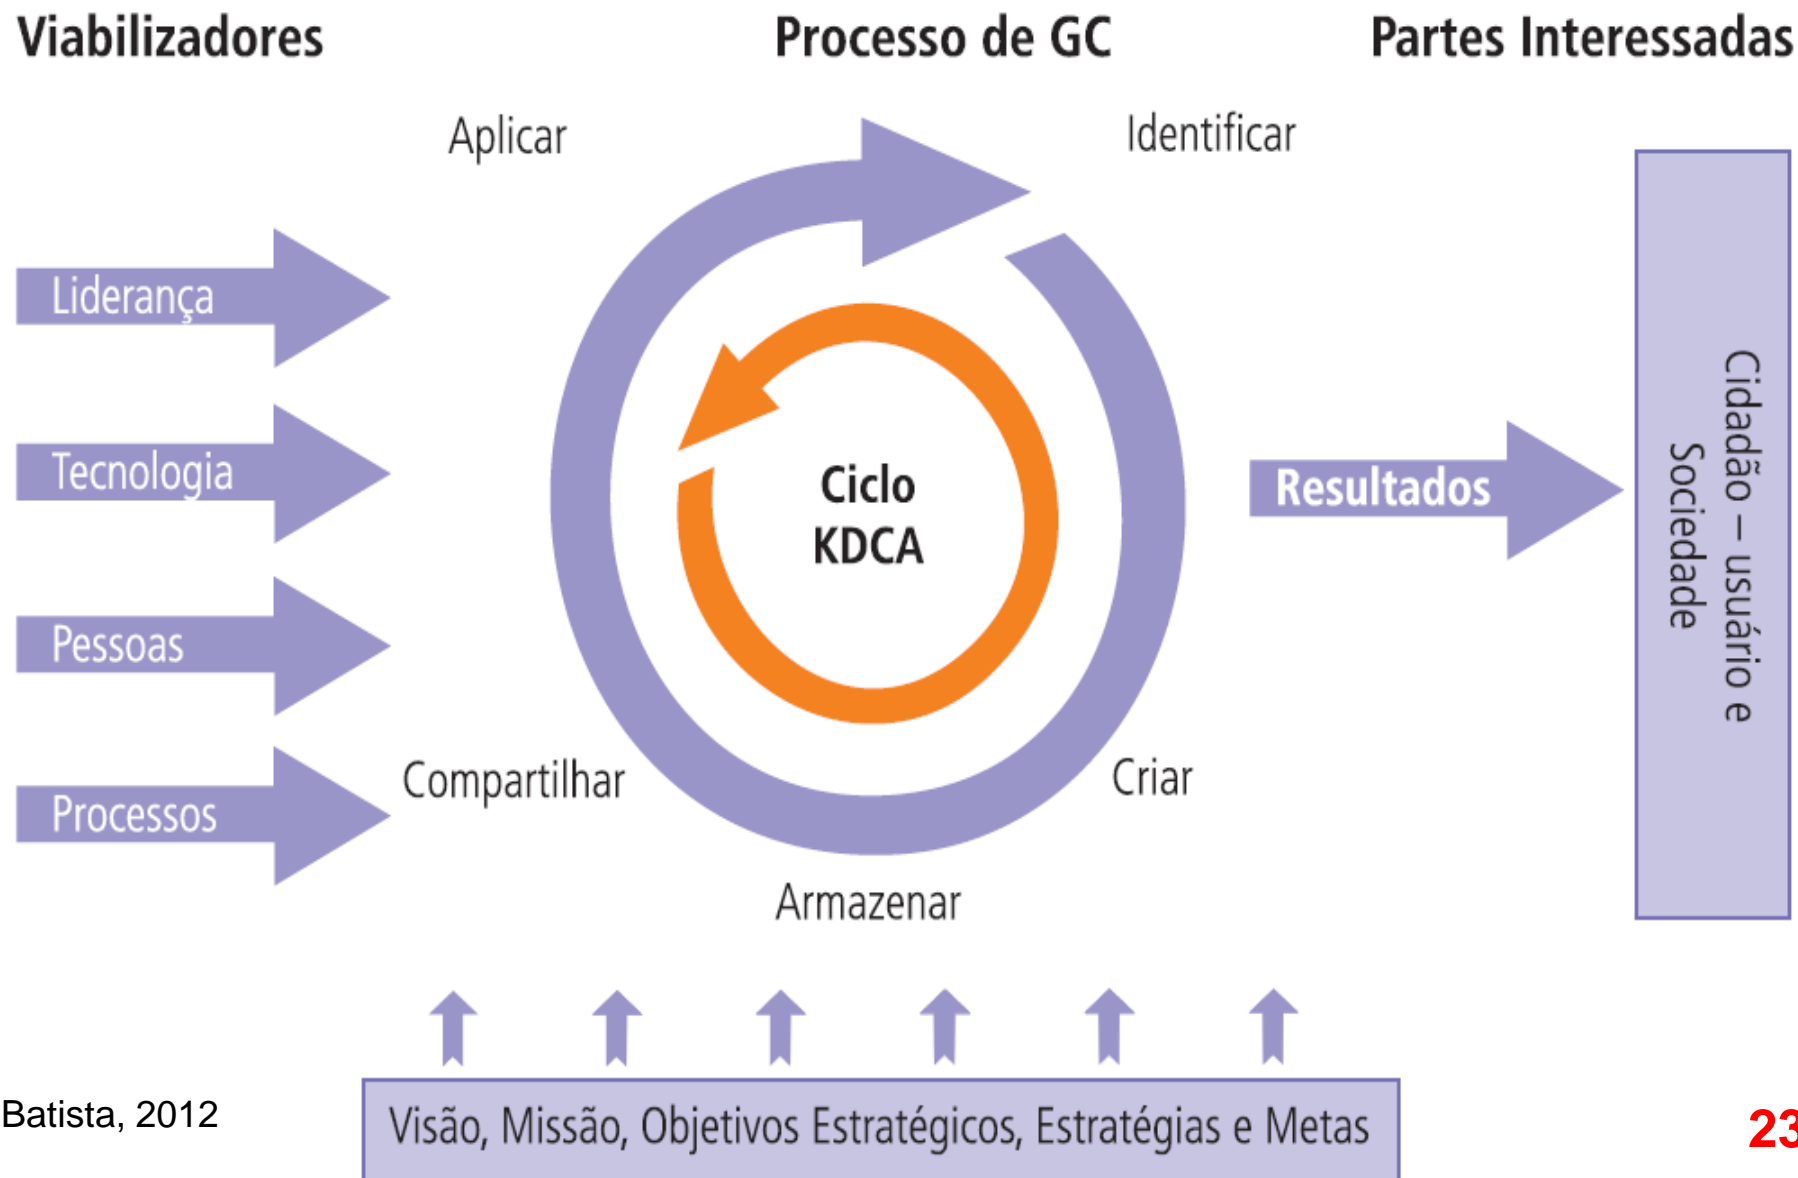 Viabilizadores
Processo de GC
Partes Interessadas
Aplicar
Identificar
Liderança
Tecnologia
Pessoas
Processos
Ciclo
KDCA
Resultados
Cidadão – usuário e
Sociedade
Compartilhar
Criar
Armazenar
Batista, 2012
Visão, Missão, Objetivos Estratégicos, Estratégias e Metas
23